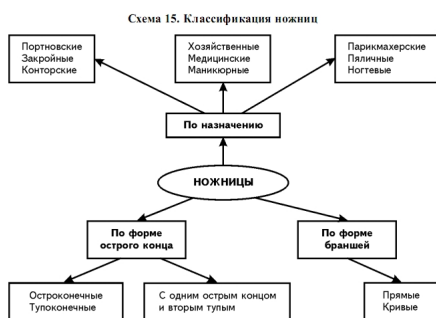 Схема 15. Классификация ножниц
Портновские
Закройные
Конторские
Хозяйственные
Медицинские
Маникюрные
Парикмахерские
Пяличные
Ногтевые
По назначению
НОЖНИЦЫ
По форме
острого конца
По форме
браншей
Остроконечные
Тупоконечные
С одним острым концом
и вторым тупым
Прямые
Кривые